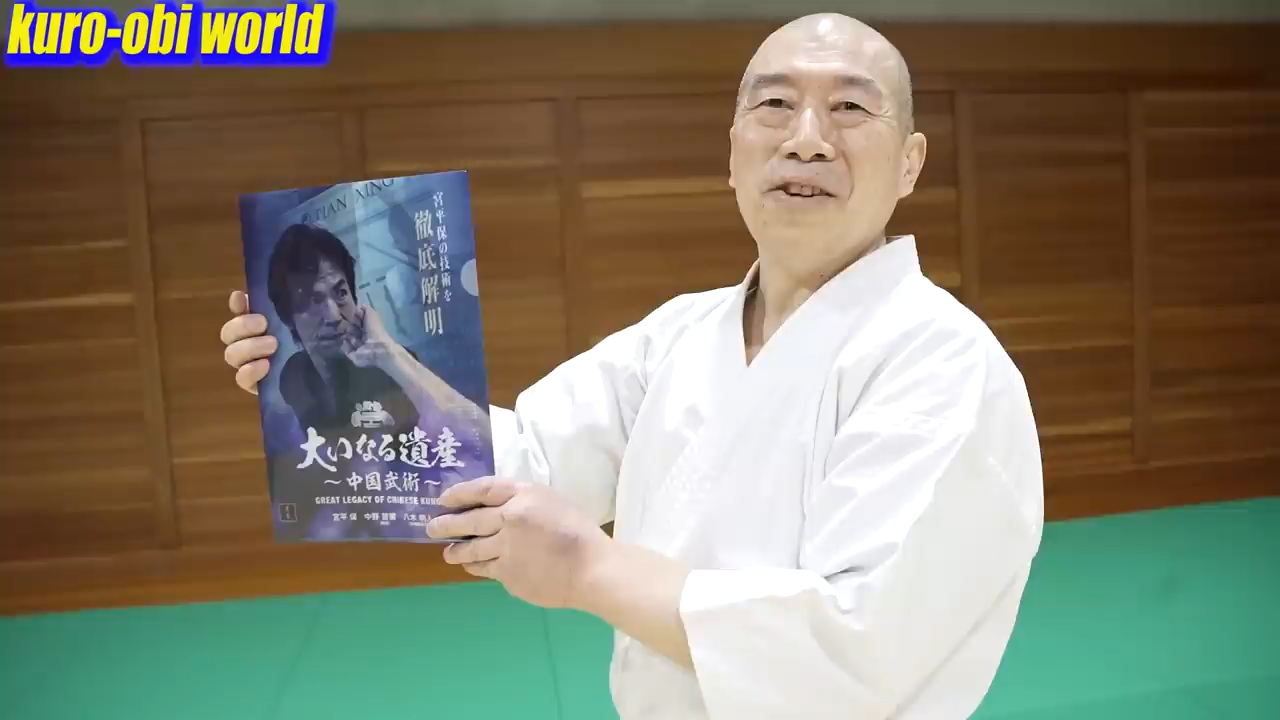 kuro-obi world
TIAN XING
宮平保の技術を
徹底解明
大いなる遺産
～中国武術～
GREAT LEGACY OF CHINESE KUNG
宮平 保